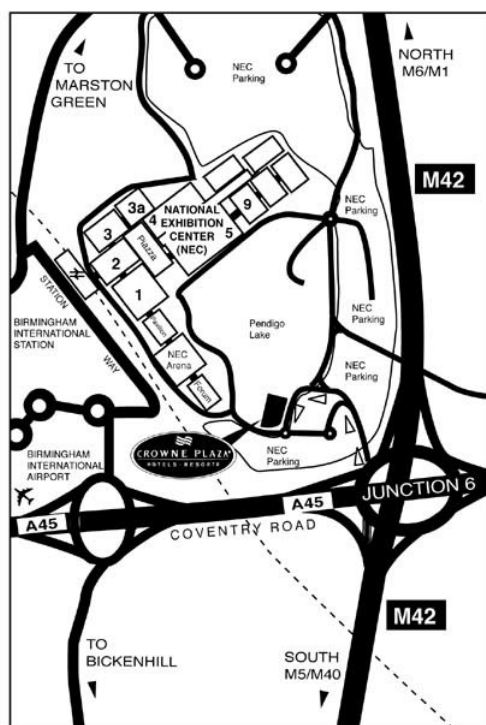 TO
MARSTON
GREEN
NEC
Parking
NORTH
M6/M1
M42
3a
4
NATIONAL
EXHIBITION
CENTER
(NEC)
9
5
3
Piazza
2
1
NEC
Parking
STATION
WAY
BIRMINGHAM
INTERNATIONAL
STATION
Pavilion
NEC
Arena
Forum
Pendigo
Lake
NEC
Parking
NEC
Parking
CROWNE PLAZA
HOTELS · RESORTS
NEC
Parking
BIRMINGHAM
INTERNATIONAL
AIRPORT
A45
A45
JUNCTION 6
COVENTRY ROAD
M42
TO
BICKENHILL
SOUTH
M5/M40